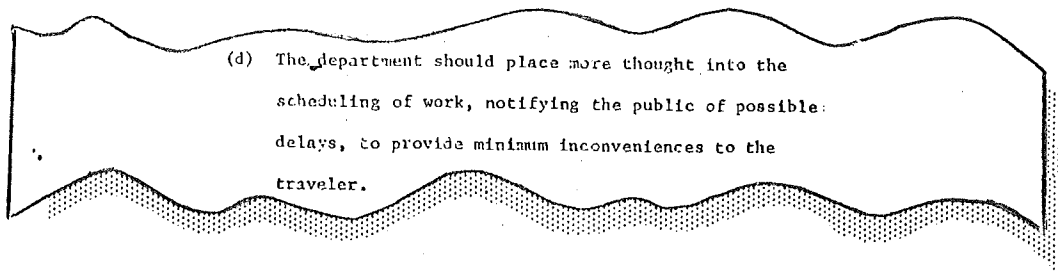 (d) The department should place more thought into the
scheduling of work, notifying the public of possible
delays, to provide minimum inconveniences to the
traveler.